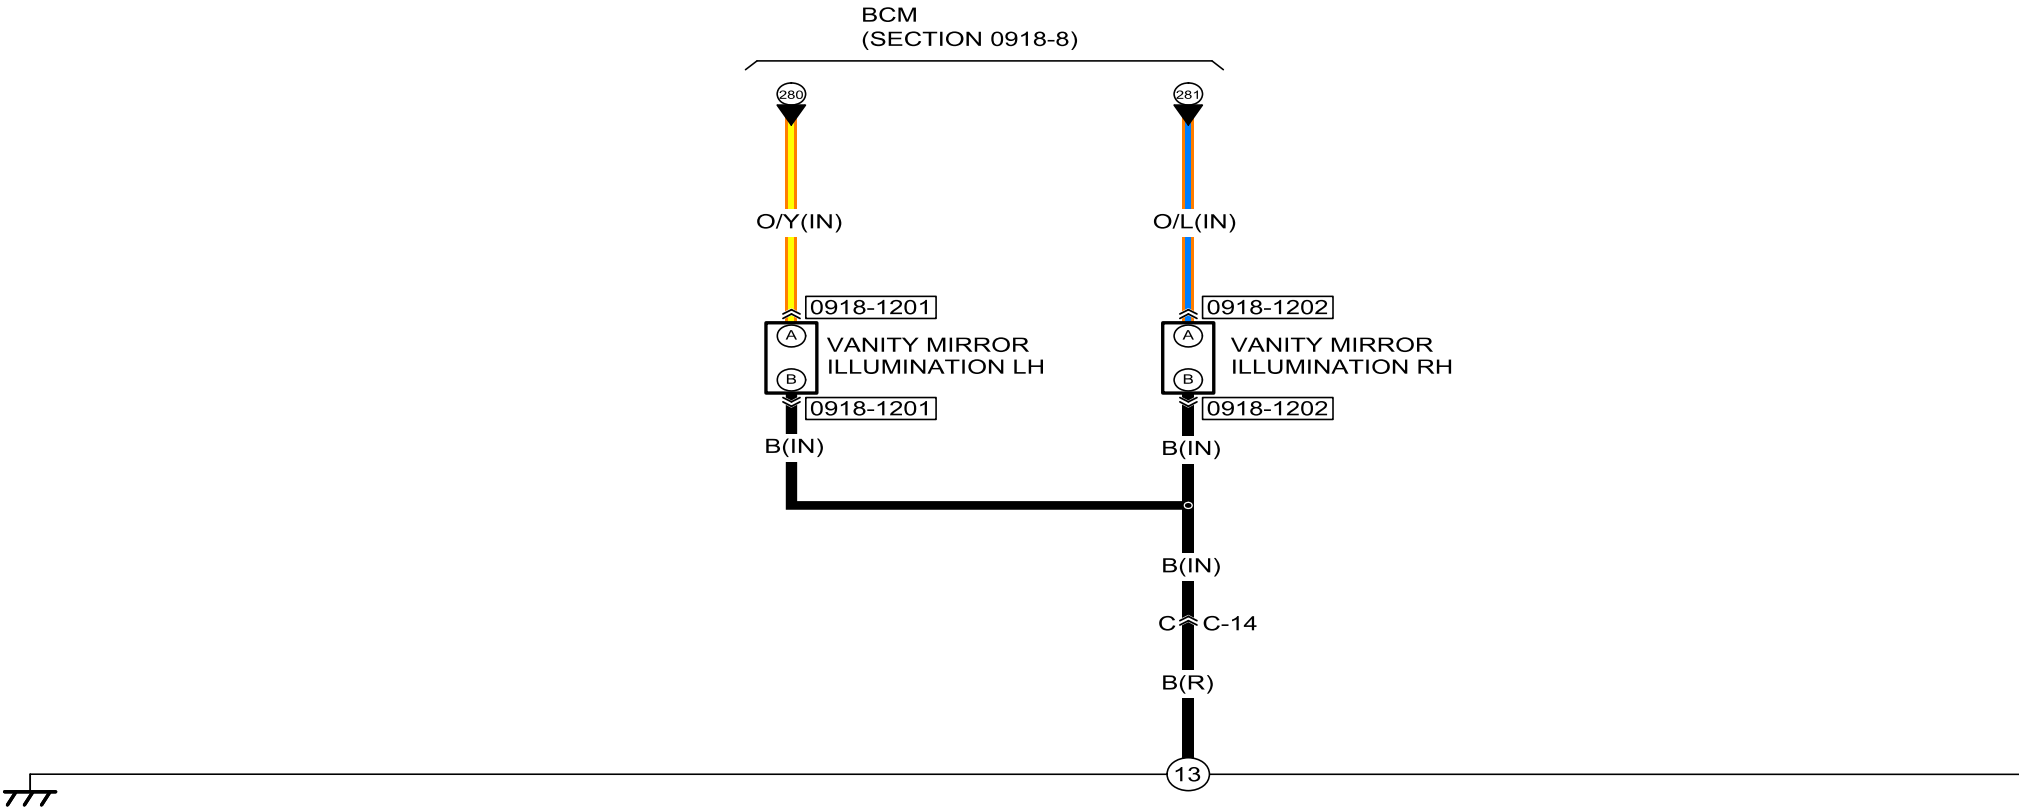 BCM
(SECTION 0918-8)
280
281
O/Y(IN)
O/L(IN)
0918-1201
0918-1202
A
VANITY MIRROR
ILLUMINATION LH
B
A
VANITY MIRROR
ILLUMINATION RH
B
0918-1201
0918-1202
B(IN)
B(IN)
B(IN)
C
C-14
B(R)
13